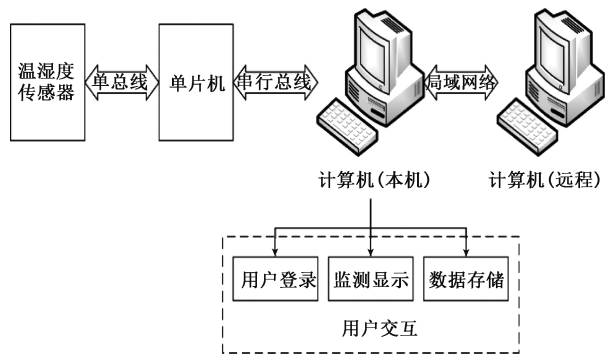 温湿度
传感器
单总线
单片机
串行总线
局域网络
计算机(本机)
计算机(远程)
用户登录
监测显示
数据存储
用户交互